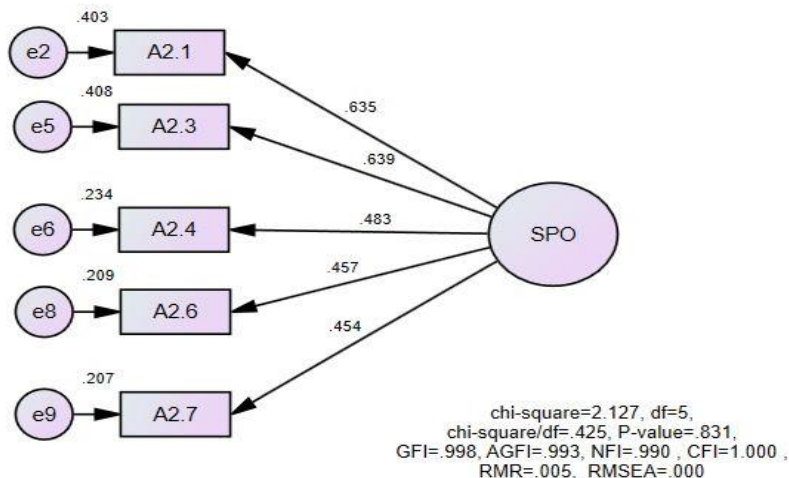 .403
e2
A2.1
.635
.408
e5
A2.3
.639
.234
e6
A2.4
.483
SPO
.209
e8
A2.6
.457
.454
.207
e9
A2.7
chi-square=2.127, df=5,
chi-square/df=.425, P-value=.831,
GFI=.998, AGFI=.993, NFI=.990 , CFI=1.000 ,
RMR=.005, RMSEA=.000